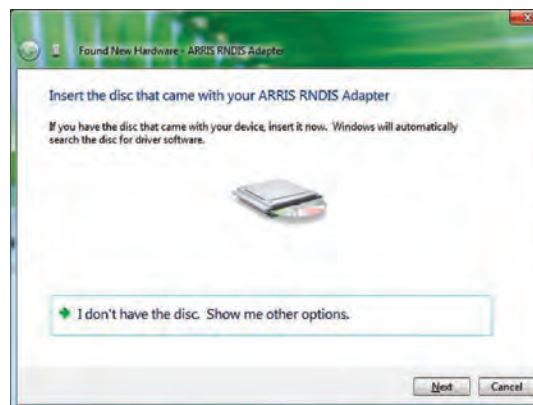 Found New Hardware - ARRIS RNDIS Adapter
Insert the disc that came with your ARRIS RNDIS Adapter
If you have the disc that came with your device, insert it now. Windows will automatically
search the disc for driver software.
I don't have the disc. Show me other options.
Next
Cancel